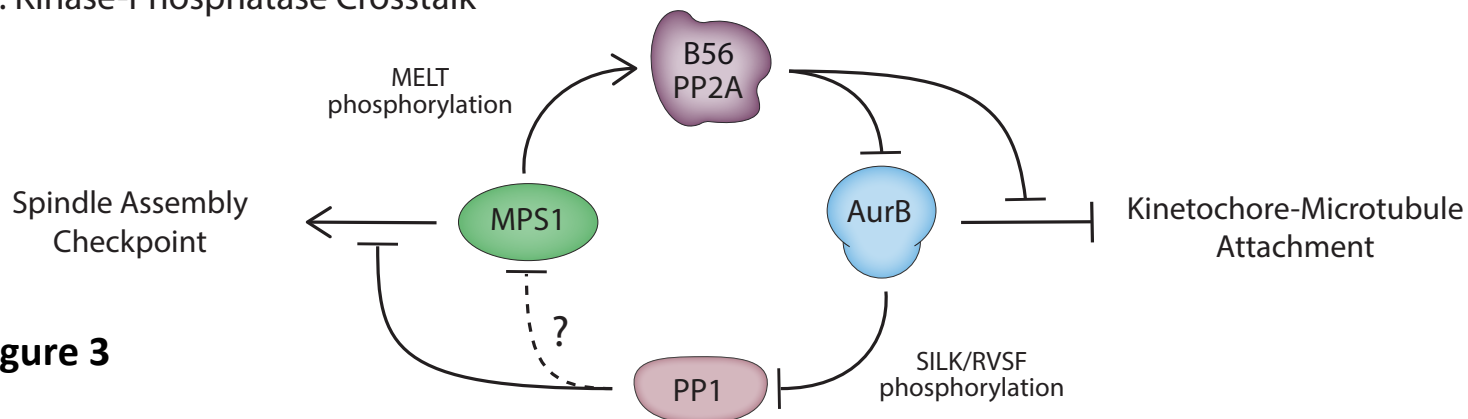 . Kinase-Phosphatase Crosstalk
B56
PP2A
MELT
phosphorylation
Spindle Assembly
Checkpoint
MPS1
AurB
Kinetochore-Microtubule
Attachment
?
gure 3
PP1
SILK/RVSF
phosphorylation